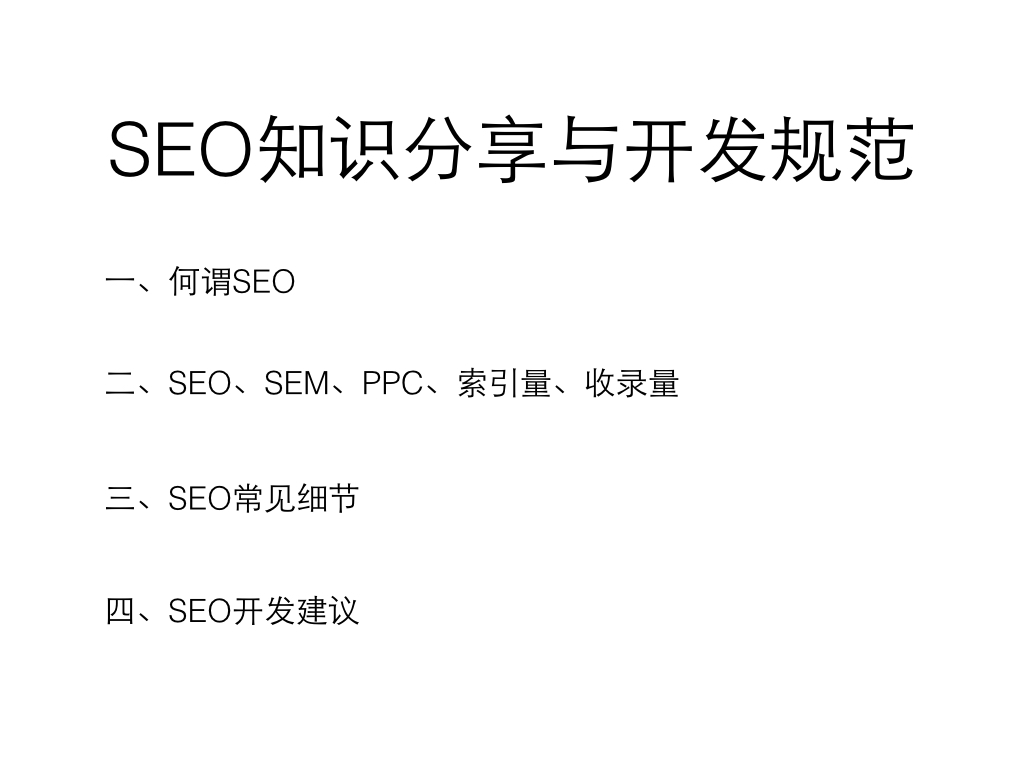 SEO知识分享与开发规范
一、何谓SEO
二、SEO、SEM、PPC、索引量、收录量
三、SEO常见细节
四、SEO开发建议